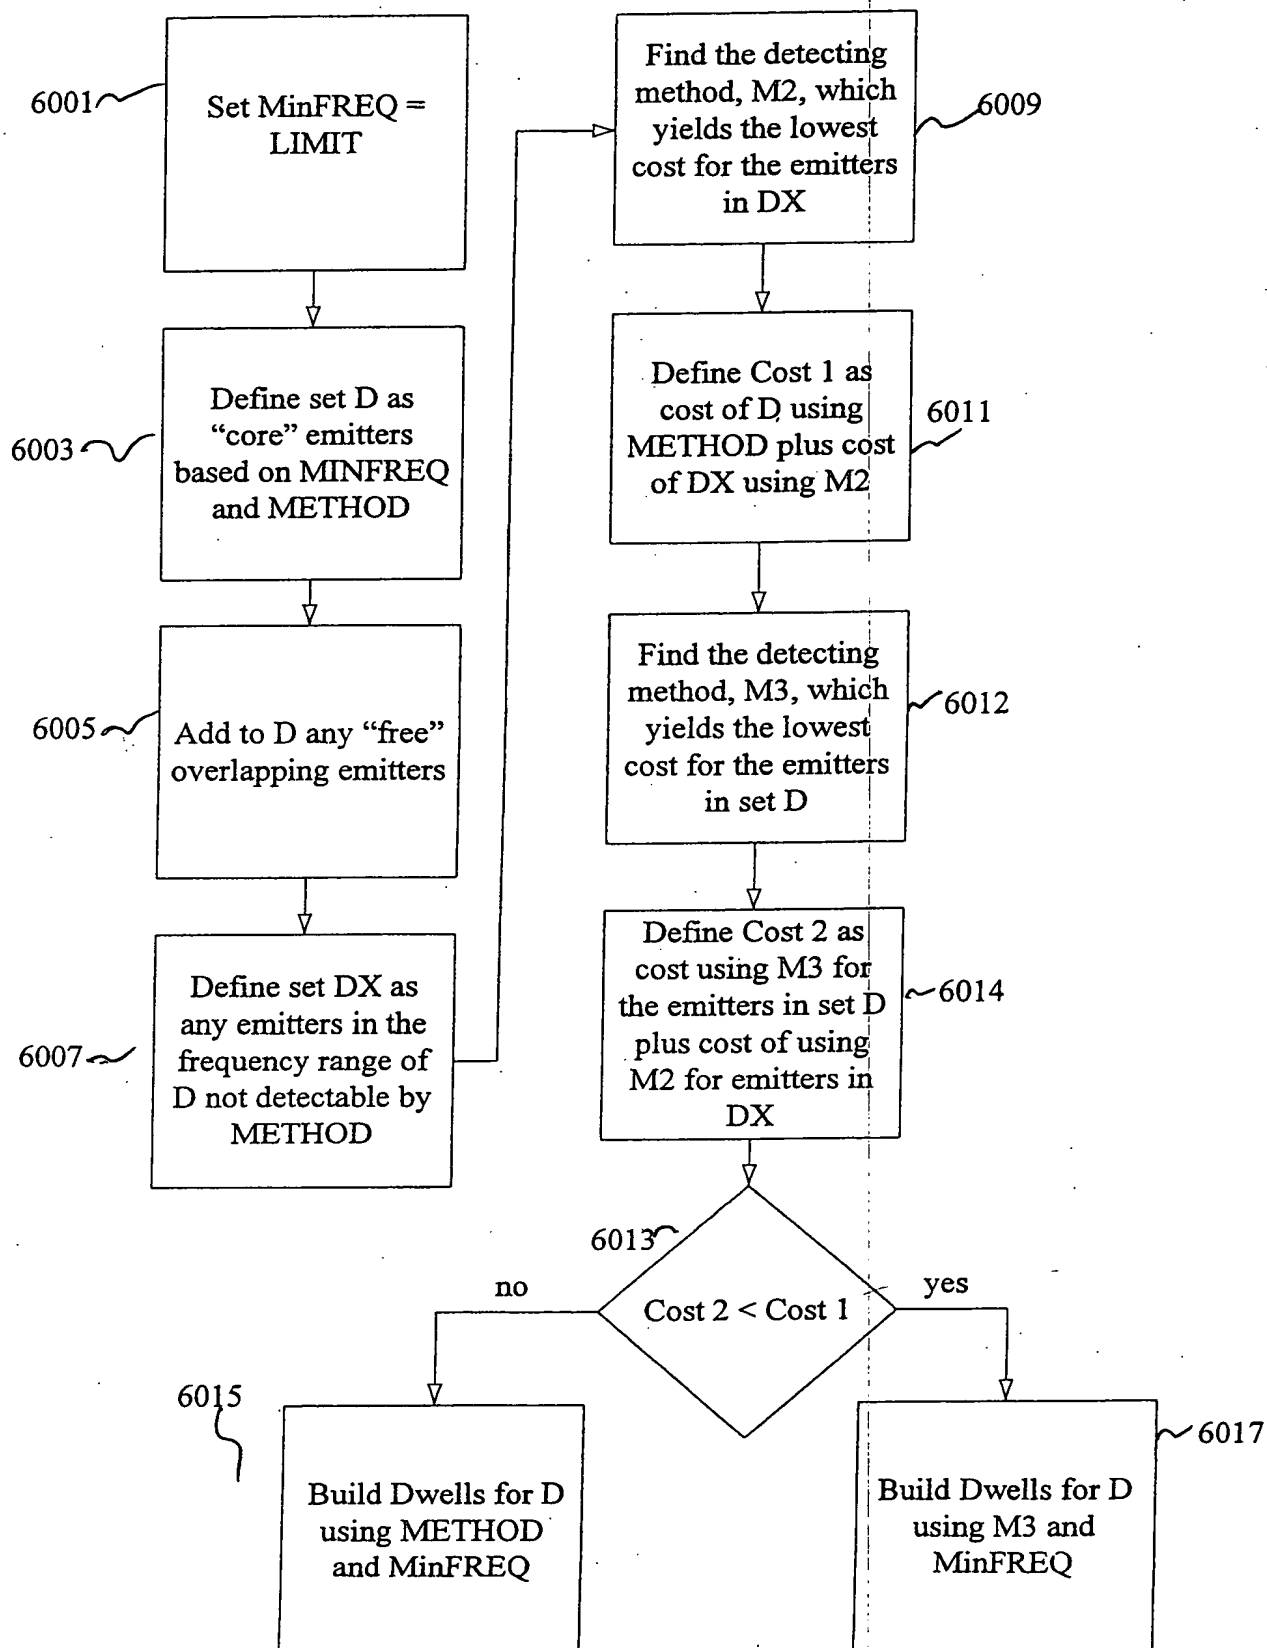 6001
Set MinFREQ =
LIMIT
6003
Define set D as
“core” emitters
based on MINFREQ
and METHOD
6005
Add to D any “free”
overlapping emitters
6007
Define set DX as
any emitters in the
frequency range of
D not detectable by
METHOD
Find the detecting
method, M2, which
yields the lowest
cost for the emitters
in DX
6009
Define Cost 1 as
cost of D using
METHOD plus cost
of DX using M2
6011
Find the detecting
method, M3, which
yields the lowest
cost for the emitters
in set D
6012
Define Cost 2 as
cost using M3 for
the emitters in set D
plus cost of using
M2 for emitters in
DX
6014
6013
Cost 2 < Cost 1
no
yes
6015
Build Dwells for D
using METHOD
and MinFREQ
6017
Build Dwells for D
using M3 and
MinFREQ